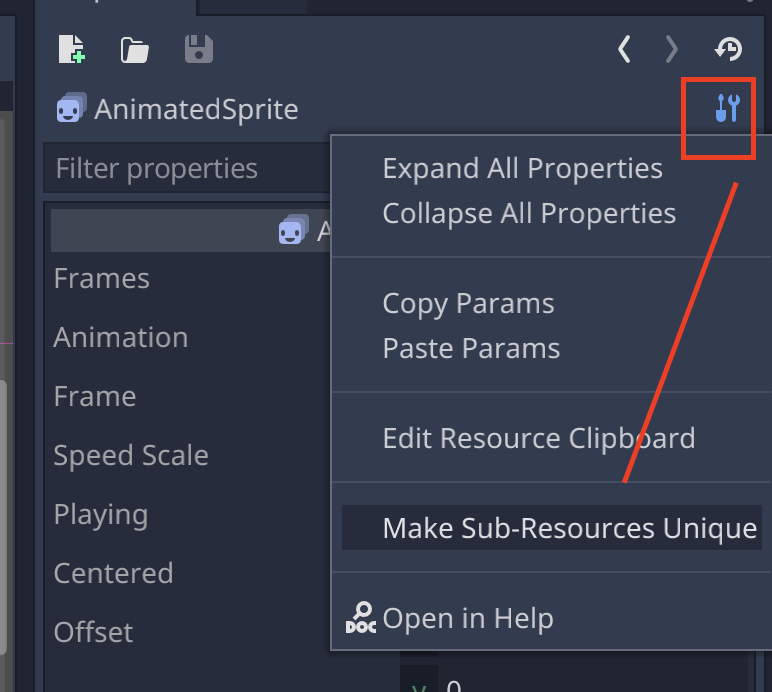 AnimatedSprite
Filter properties
Expand All Properties
Collapse All Properties
A
Frames
Copy Params
Animation
Paste Params
Frame
Edit Resource Clipboard
Speed Scale
Playing
Make Sub-Resources Unique
Centered
DOC Open in Help
Offset
y 0